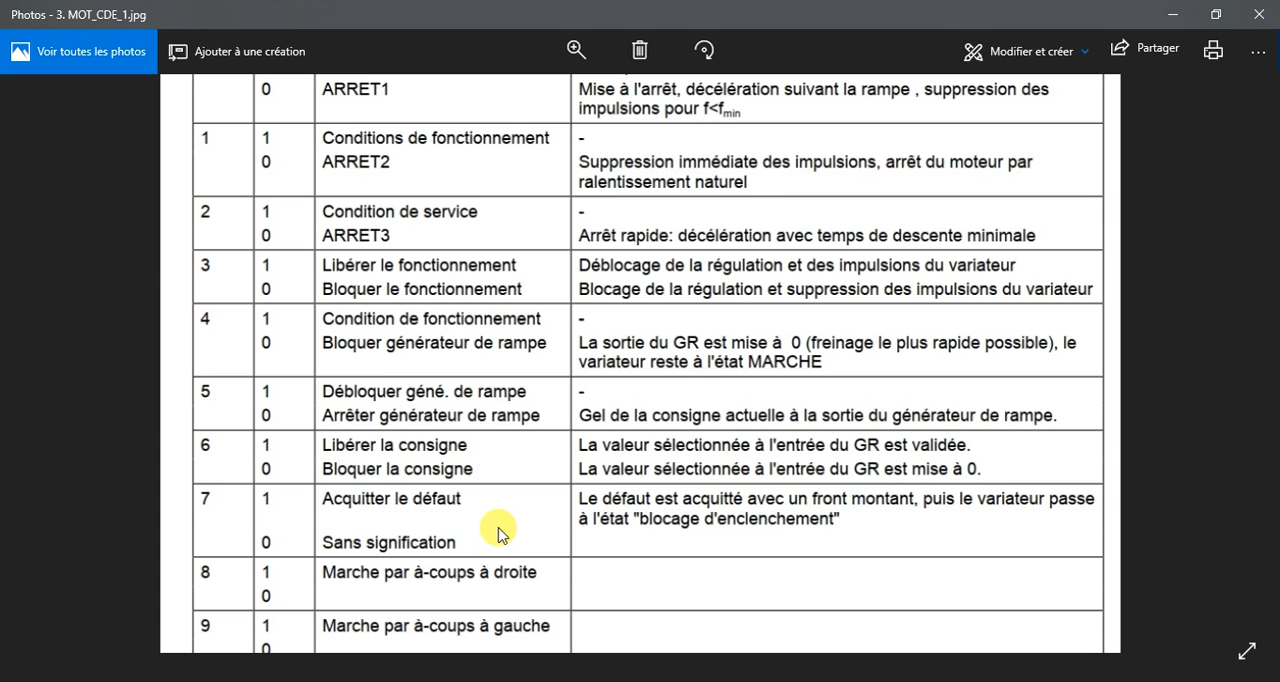 Photos - 3. MOT_CDE_1.jpg
Voir toutes les photos
Ajouter à une création
Modifier et créer
Partager
0 ARRET1 Mise à l'arrêt, décélération suivant la rampe , suppression des
impulsions pour f<fmin
1 1 Conditions de fonctionnement -
0 ARRET2 Suppression immédiate des impulsions, arrêt du moteur par
ralentissement naturel
2 1 Condition de service -
0 ARRET3 Arrêt rapide: décélération avec temps de descente minimale
3 1 Libérer le fonctionnement Déblocage de la régulation et des impulsions du variateur
0 Bloquer le fonctionnement Blocage de la régulation et suppression des impulsions du variateur
4 1 Condition de fonctionnement -
0 Bloquer générateur de rampe La sortie du GR est mise à 0 (freinage le plus rapide possible), le
variateur reste à l'état MARCHE
5 1 Débloquer géné. de rampe -
0 Arrêter générateur de rampe Gel de la consigne actuelle à la sortie du générateur de rampe.
6 1 Libérer la consigne La valeur sélectionnée à l'entrée du GR est validée.
0 Bloquer la consigne La valeur sélectionnée à l'entrée du GR est mise à 0.
7 1 Acquitter le défaut Le défaut est acquitté avec un front montant, puis le variateur passe
à l'état "blocage d'enclenchement"
0 Sans signification
8 1 Marche par à-coups à droite
0
9 1 Marche par à-coups à gauche
0